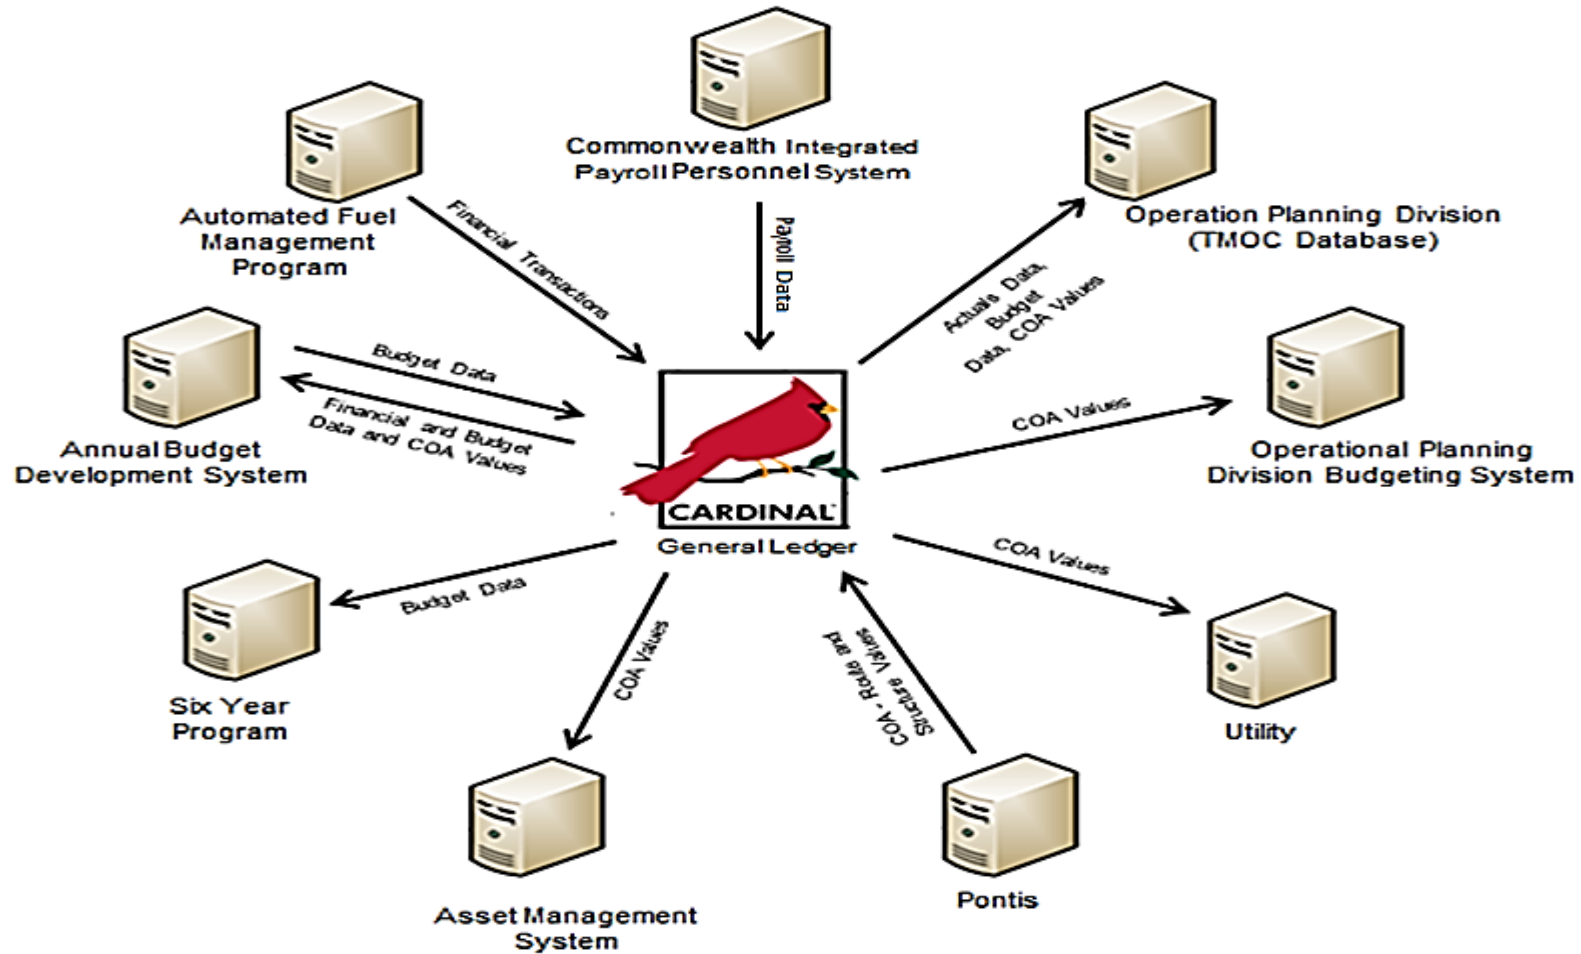 Commonwealth Integrated
Payroll Personnel System
Automated Fuel
Management
Program
Financial Transactions
Payroll Data
Operation Planning Division
(TMOC Database)
Actuals Data,
Budget
Data, COA Values
Annual Budget
Development System
Budget Data
Financial and Budget
Data and COA Values
COA Values
Operational Planning
Division Budgeting System
CARDINAL™
General Ledger
Six Year
Program
Budget Data
COA Values
COA - Route and
Structure Values
COA Values
Utility
Asset Management
System
Pontis